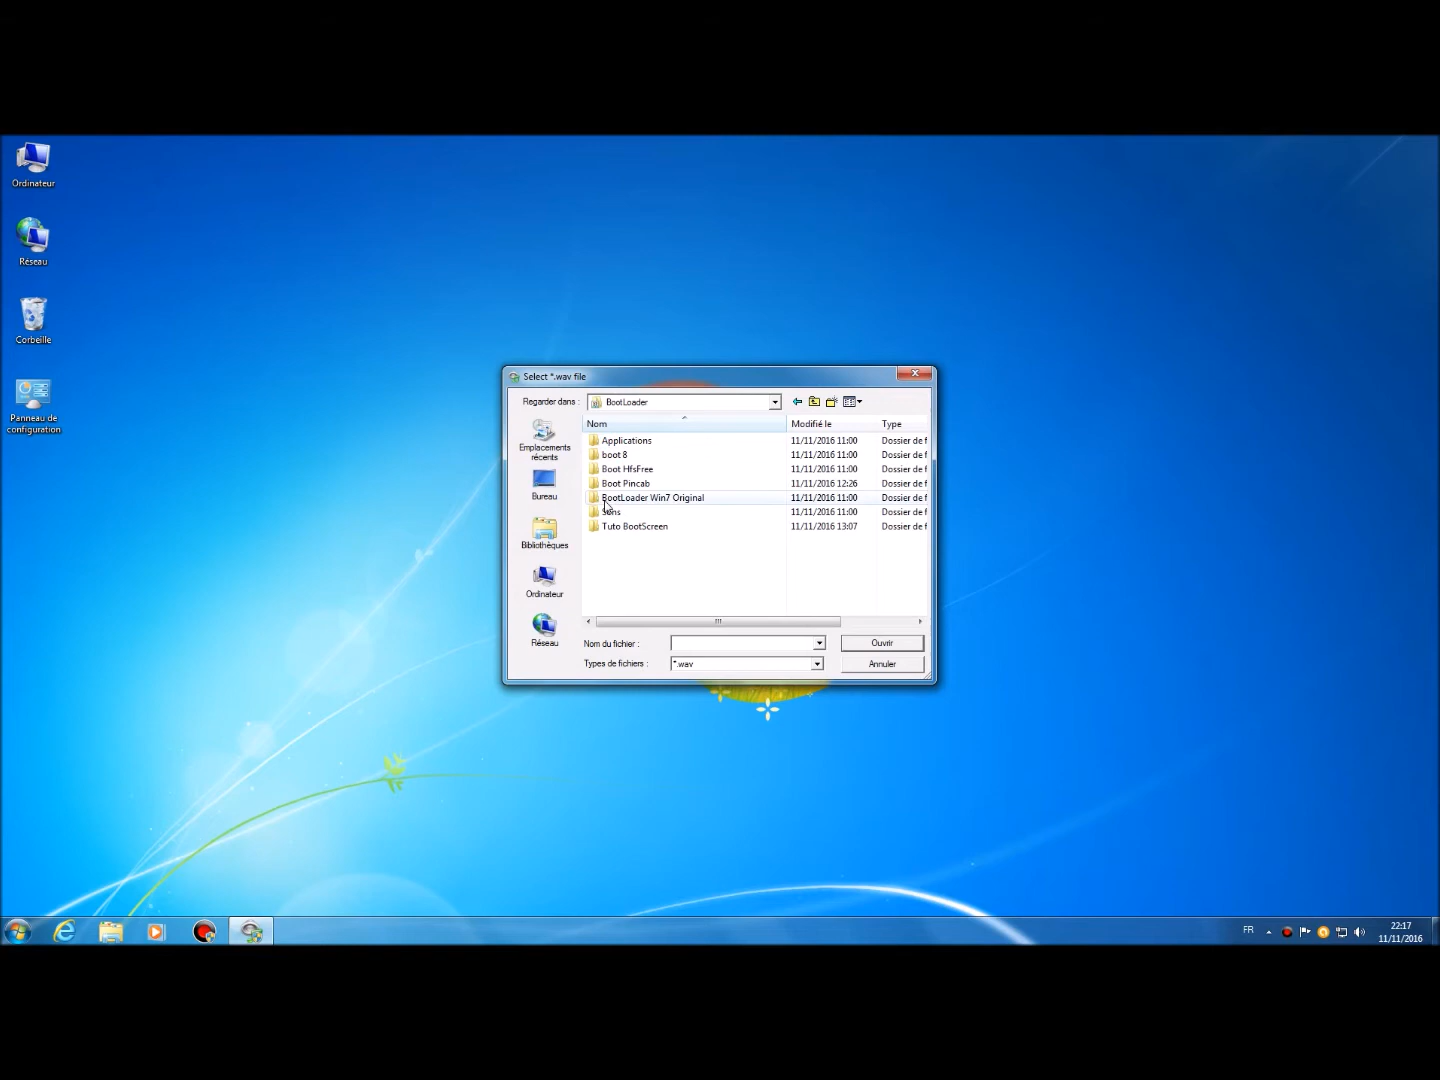 Ordinateur
Réseau
Corbeille
Panneau de
configuration
Select *.wav file
Regarder dans :
BootLoader
Emplacements
récents
Bureau
Bibliothèques
Ordinateur
Réseau
Nom
Modifié le
Type
Applications
11/11/2016 11:00
Dossier de f
boot 8
11/11/2016 11:00
Dossier de f
Boot HfsFree
11/11/2016 11:00
Dossier de f
Boot Pincab
11/11/2016 12:26
Dossier de f
BootLoader Win7 Original
11/11/2016 11:00
Dossier de f
11/11/2016 11:00
Dossier de f
Tuto BootScreen
11/11/2016 13:07
Dossier de f
Nom du fichier :
Ouvrir
Types de fichiers :
*.wav
Annuler
FR
22:17
11/11/2016